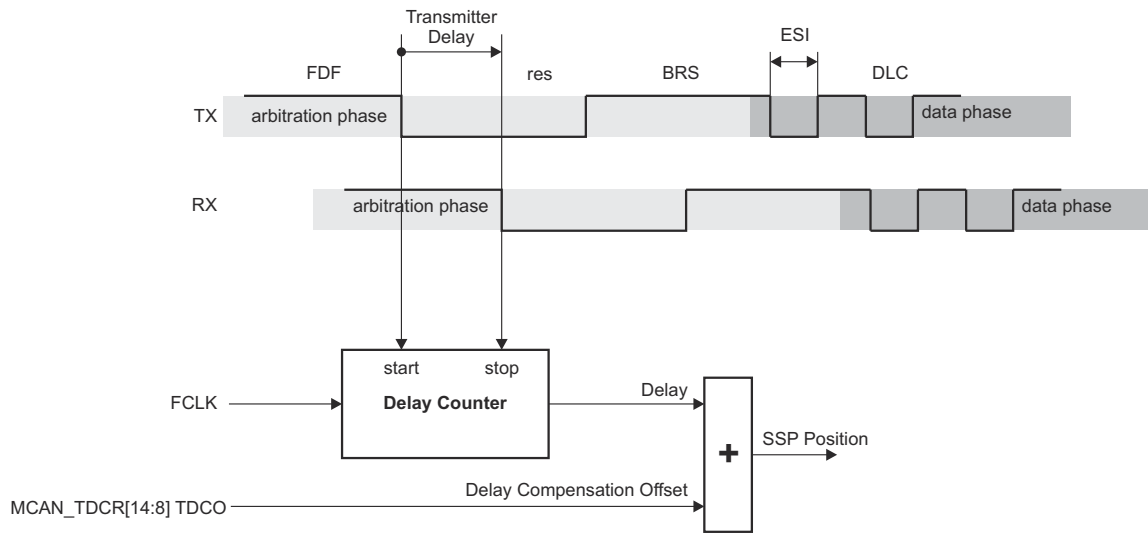 Transmitter
Delay
ESI
FDF
res
BRS
DLC
TX
arbitration phase
data phase
RX
arbitration phase
data phase
start
stop
FCLK
Delay Counter
Delay
+
SSP Position
Delay Compensation Offset
MCAN_TDCR[14:8] TDCO